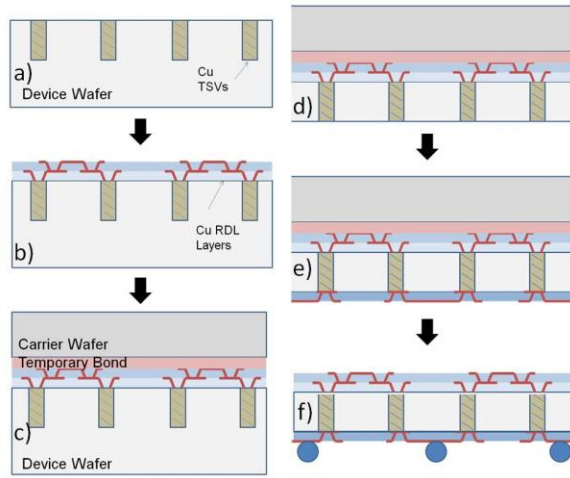 a)
Cu
TSVs
Device Wafer
b)
Cu RDL
Layers
Carrier Wafer
Temporary Bond
c)
Device Wafer
d)
e)
f)